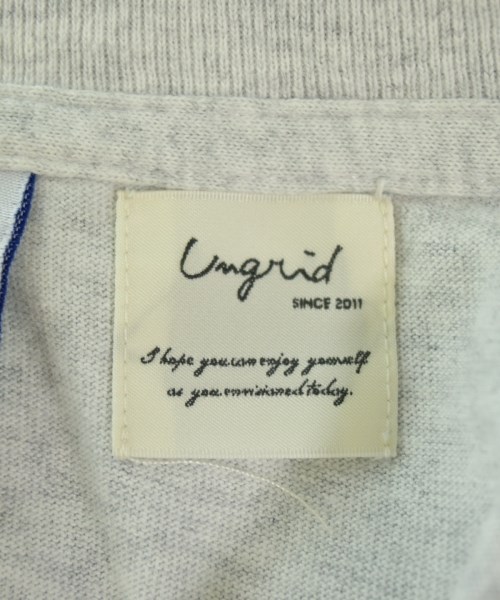 Ungrid
SINCE 2011
I hope you can enjoy yourself
as you envisioned today.